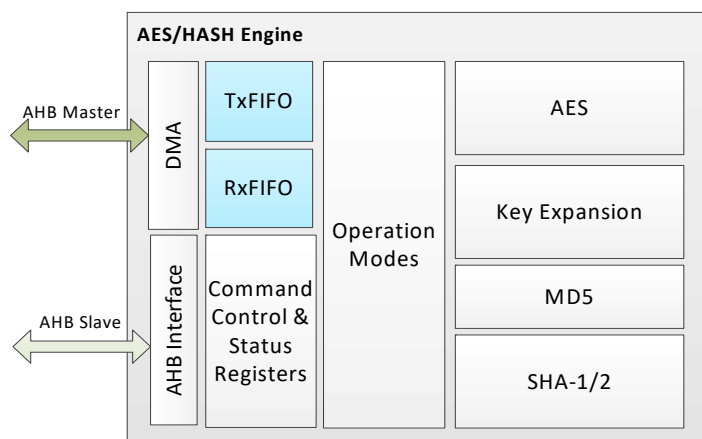 AES/HASH Engine
AHB Master
DMA
TxFIFO
RxFIFO
AHB Slave
AHB Interface
Command
Control &
Status
Registers
Operation
Modes
AES
Key Expansion
MD5
SHA-1/2